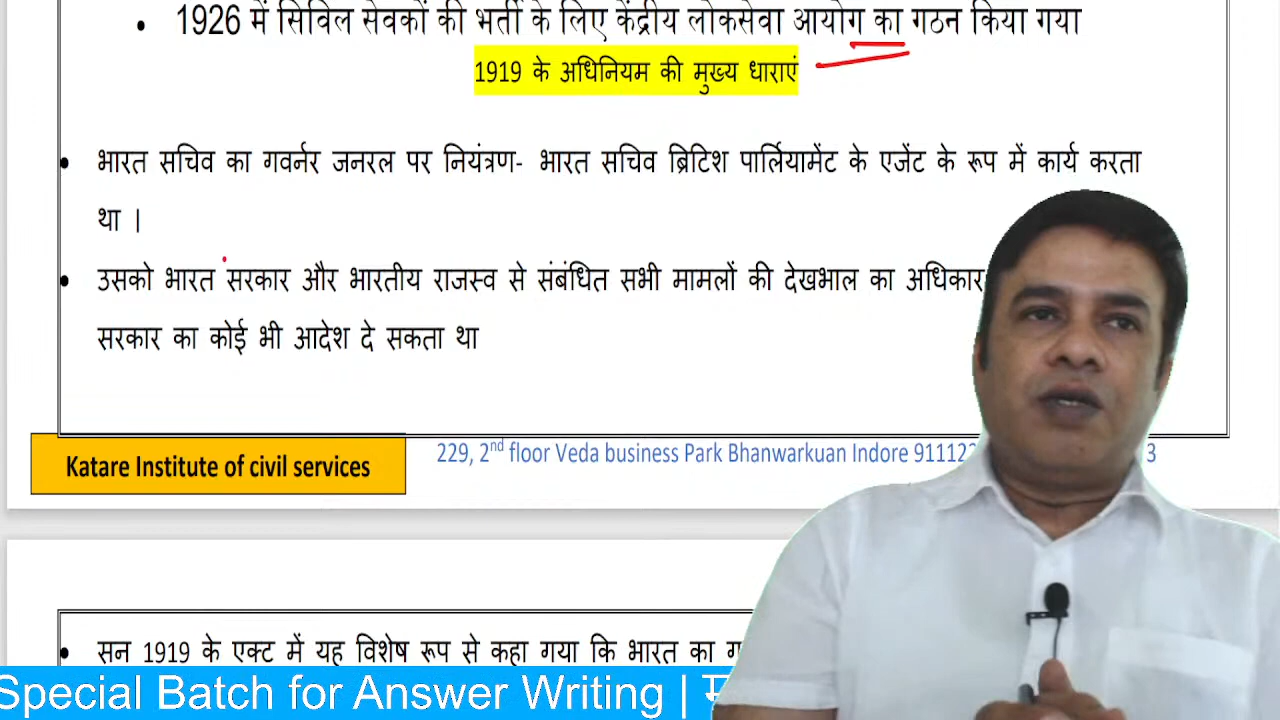 • 1926 में सिविल सेवकों की भर्ती के लिए केंद्रीय लोकसेवा आयोग का गठन किया गया
1919 के अधिनियम की मुख्य धाराएं
• भारत सचिव का गवर्नर जनरल पर नियंत्रण- भारत सचिव ब्रिटिश पार्लियामेंट के एजेंट के रूप में कार्य करता
था ।
• उसको भारत सरकार और भारतीय राजस्व से संबंधित सभी मामलों की देखभाल का अधिकार
सरकार का कोई भी आदेश दे सकता था
Katare Institute of civil services
229, 2nd floor Veda business Park Bhanwarkuan Indore 91112 3
• सन 1919 के एक्ट में यह विशेष रूप से कहा गया कि भारत का
Special Batch for Answer Writing |